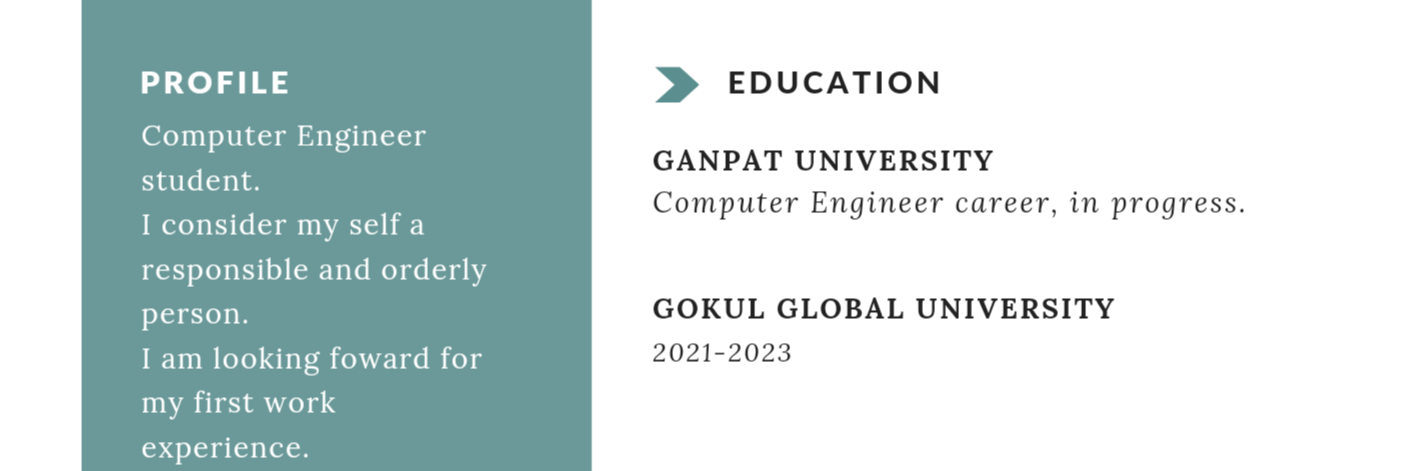 PROFILE
Computer Engineer
student.
I consider my self a
responsible and orderly
person.
I am looking foward for
my first work
experience.
EDUCATION
GANPAT UNIVERSITY
Computer Engineer career, in progress.
GOKUL GLOBAL UNIVERSITY
2021-2023